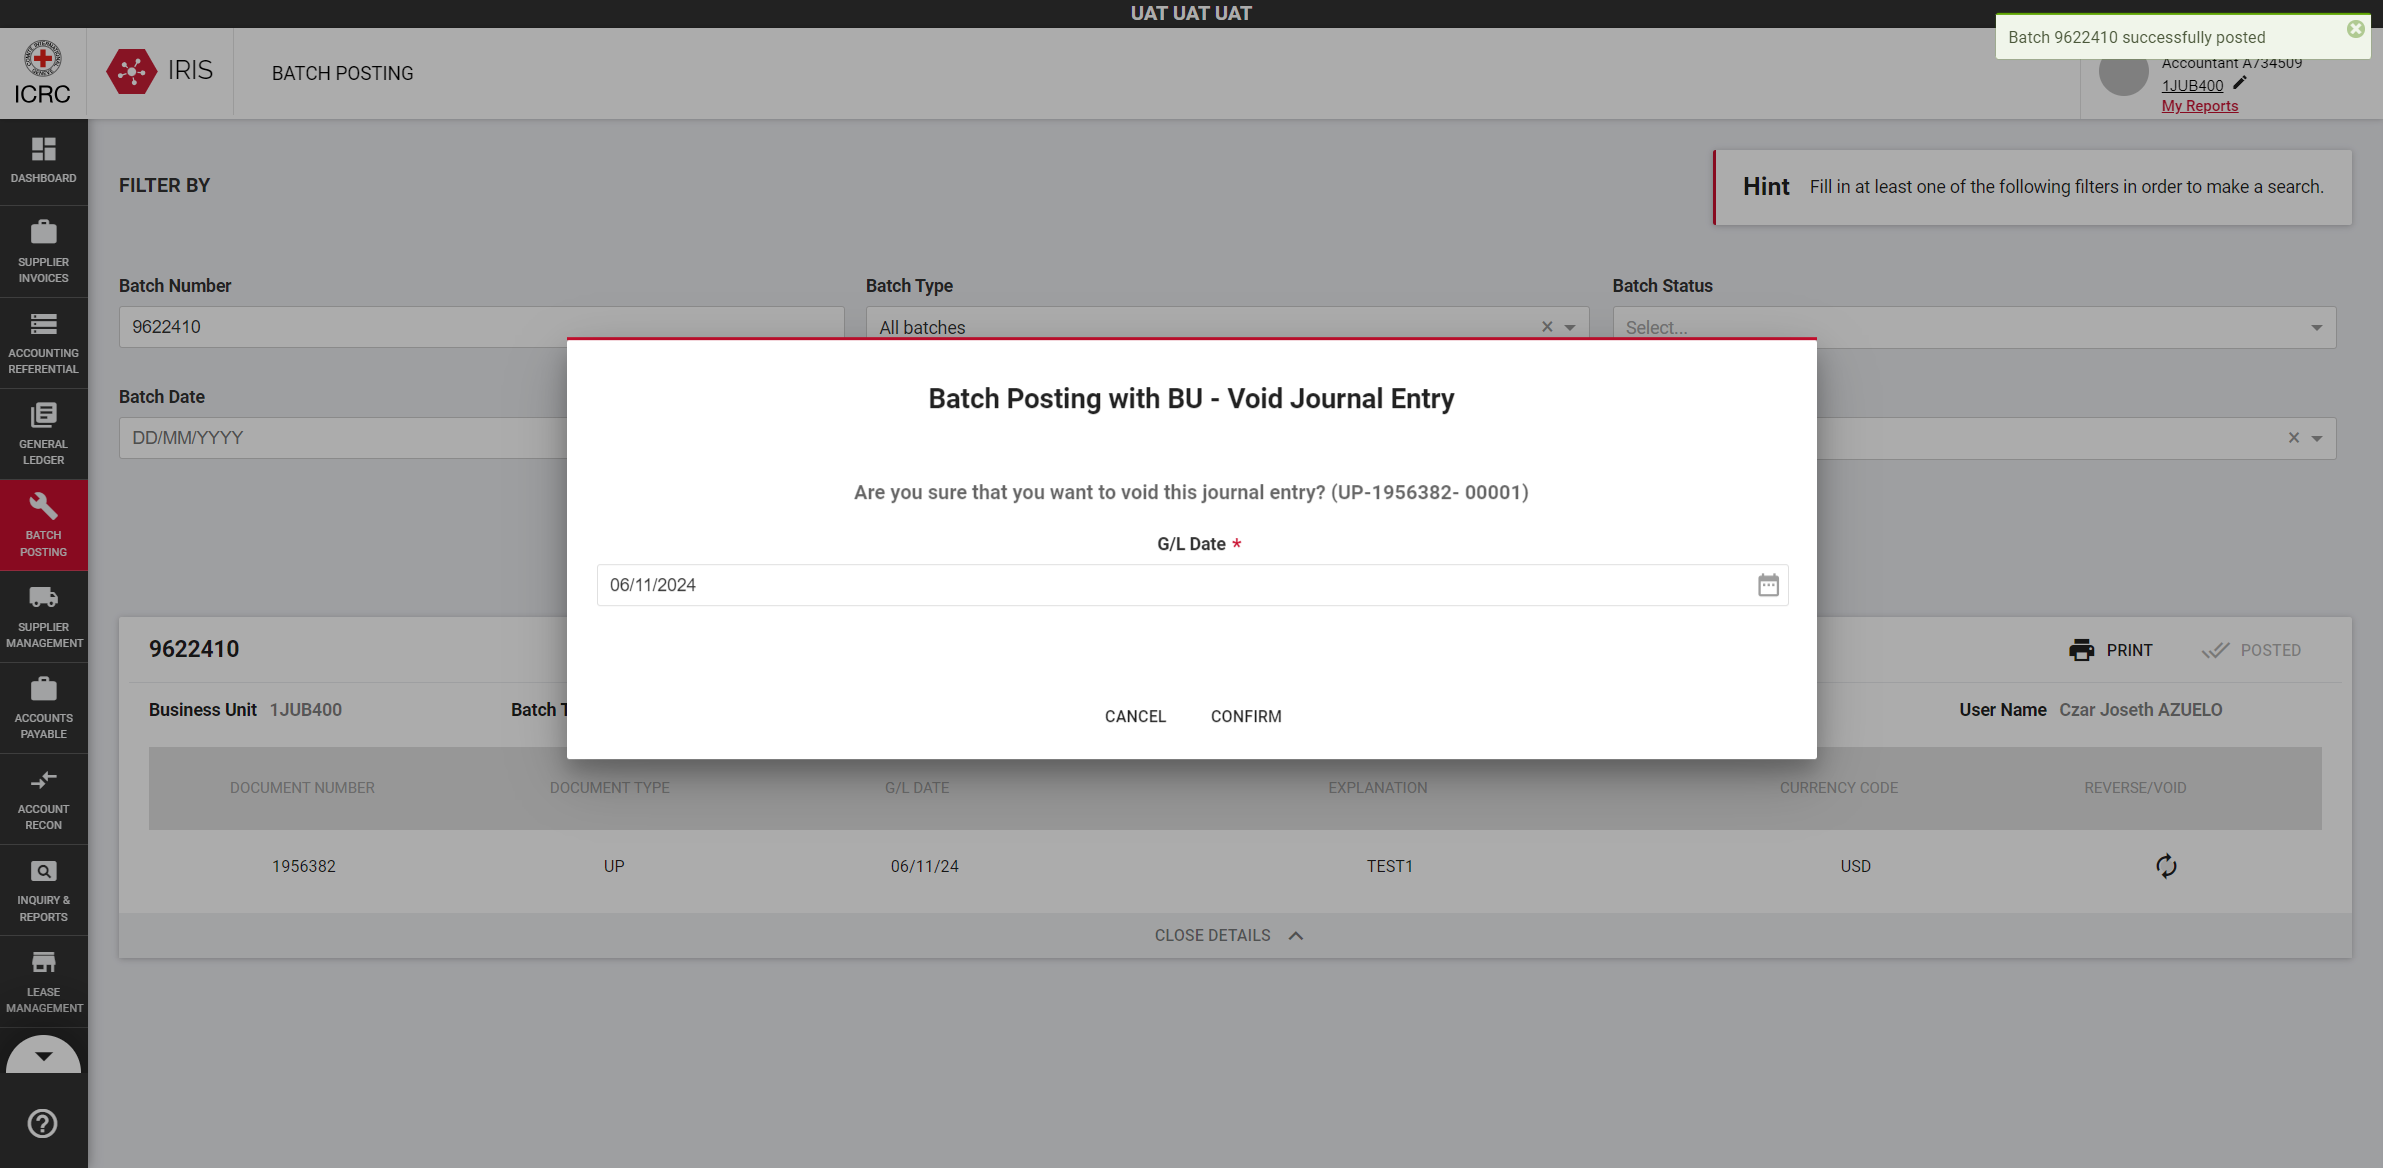 UAT UAT UAT
Batch 9622410 successfully posted
ICRC
IRIS
BATCH POSTING
Accountant A734509
1JUB400
My Reports
DASHBOARD
SUPPLIER
INVOICES
ACCOUNTING
REFERENTIAL
GENERAL
LEDGER
BATCH
POSTING
SUPPLIER
MANAGEMENT
ACCOUNTS
PAYABLE
ACCOUNT
RECON
INQUIRY &
REPORTS
LEASE
MANAGEMENT
FILTER BY
Hint Fill in at least one of the following filters in order to make a search.
Batch Number
Batch Type
Batch Status
9622410
All batches
Select...
Batch Date
DD/MM/YYYY
Batch Posting with BU - Void Journal Entry
Are you sure that you want to void this journal entry? (UP-1956382- 00001)
G/L Date *
06/11/2024
CANCEL
CONFIRM
9622410
PRINT
POSTED
Business Unit 1JUB400
Batch T
User Name Czar Joseth AZUELO
DOCUMENT NUMBER DOCUMENT TYPE G/L DATE EXPLANATION CURRENCY CODE REVERSE/VOID
1956382 UP 06/11/24 TEST1 USD
CLOSE DETAILS